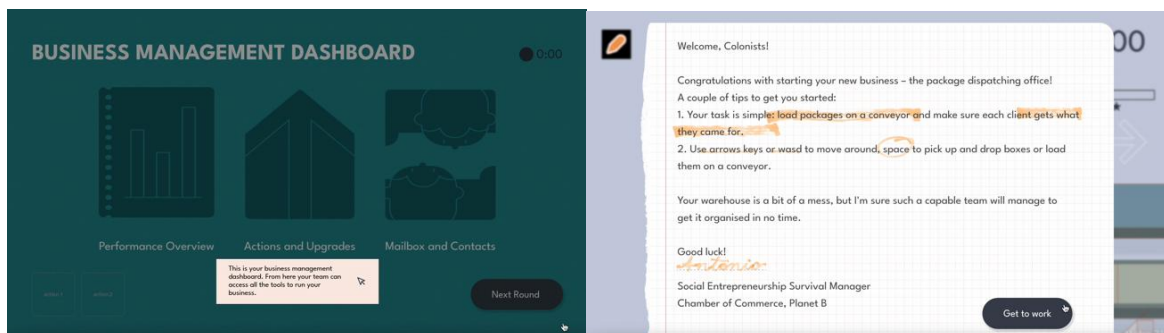 BUSINESS MANAGEMENT DASHBOARD
0:00
Performance Overview
Actions and Upgrades
Mailbox and Contacts
This is your business management
dashboard. From here your team can
access all the tools to run your
business.
Next Round
Welcome, Colonists!
Congratulations with starting your new business – the package dispatching office!
A couple of tips to get you started:
1. Your task is simple: load packages on a conveyor and make sure each client gets what
they came for.
2. Use arrows keys or wasd to move around, space to pick up and drop boxes or load
them on a conveyor.
Your warehouse is a bit of a mess, but I'm sure such a capable team will manage to
get it organised in no time.
Good luck!
Antonio
Social Entrepreneurship Survival Manager
Chamber of Commerce, Planet B
Get to work
00